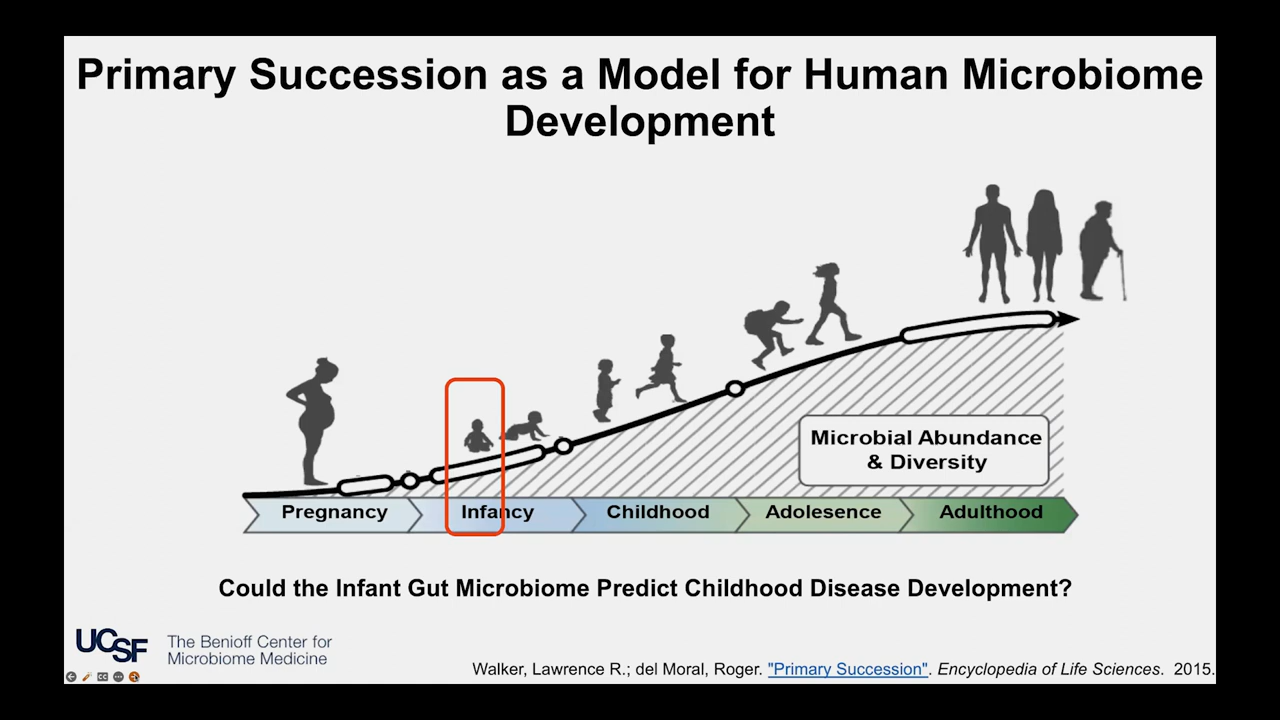 Primary Succession as a Model for Human Microbiome
Development
Microbial Abundance
& Diversity
Pregnancy
Infancy
Childhood
Adolesence
Adulthood
Could the Infant Gut Microbiome Predict Childhood Disease Development?
UCSF
The Benioff Center for
Microbiome Medicine
Walker, Lawrence R.; del Moral, Roger. "Primary Succession". Encyclopedia of Life Sciences. 2015.